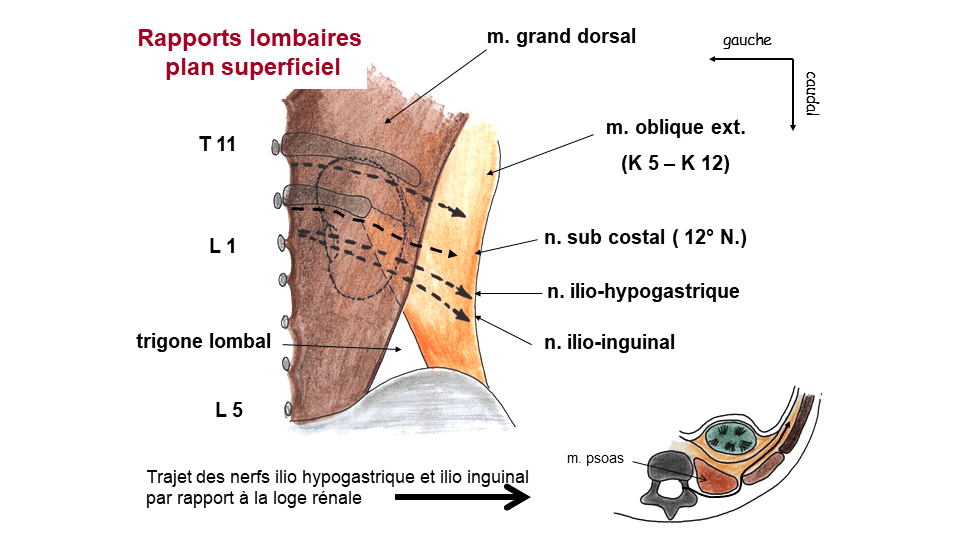 Rapports lombaires
plan superficiel
m. grand dorsal
gauche
caudal
m. oblique ext.
(K 5 – K 12)
T 11
n. sub costal ( 12° N.)
L 1
n. ilio-hypogastrique
trigone lombal
n. ilio-inguinal
L 5
m. psoas
Trajet des nerfs ilio hypogastrique et ilio inguinal
par rapport à la loge rénale